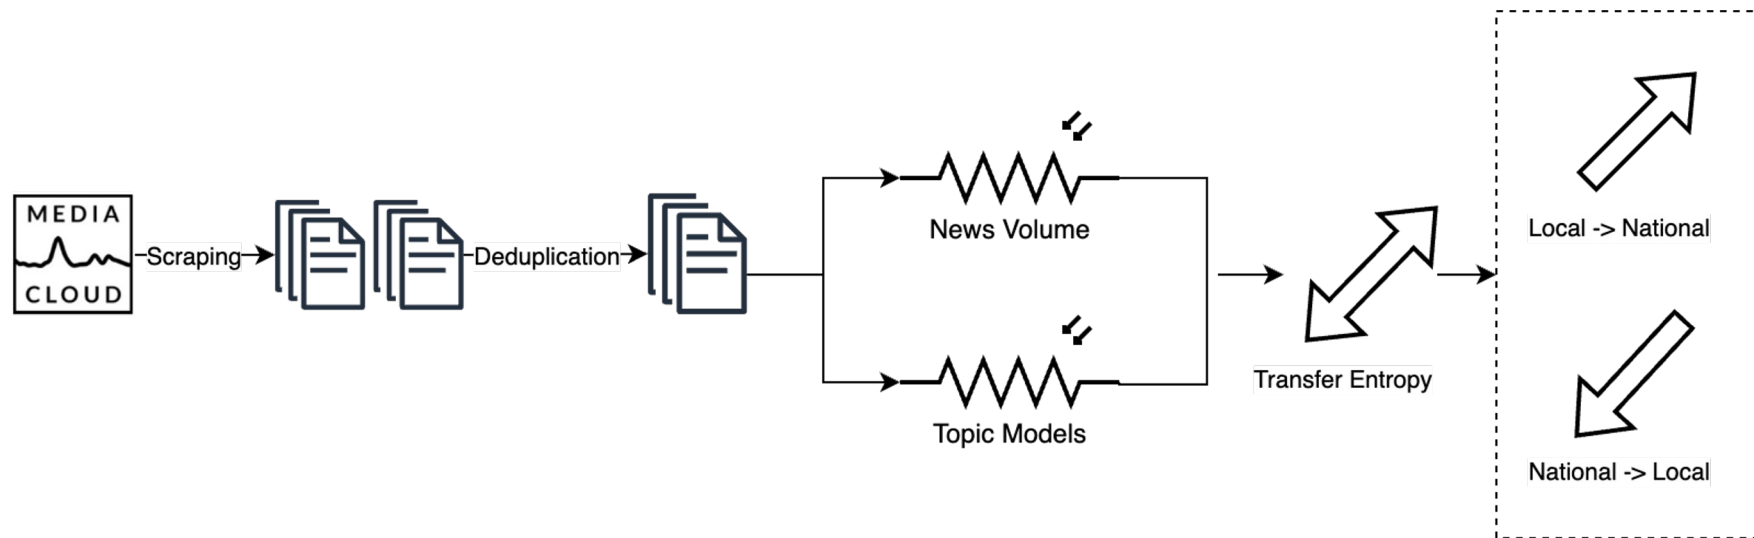 MEDIA
CLOUD
Scraping
Deduplication
News Volume
Topic Models
Transfer Entropy
Local -> National
National -> Local